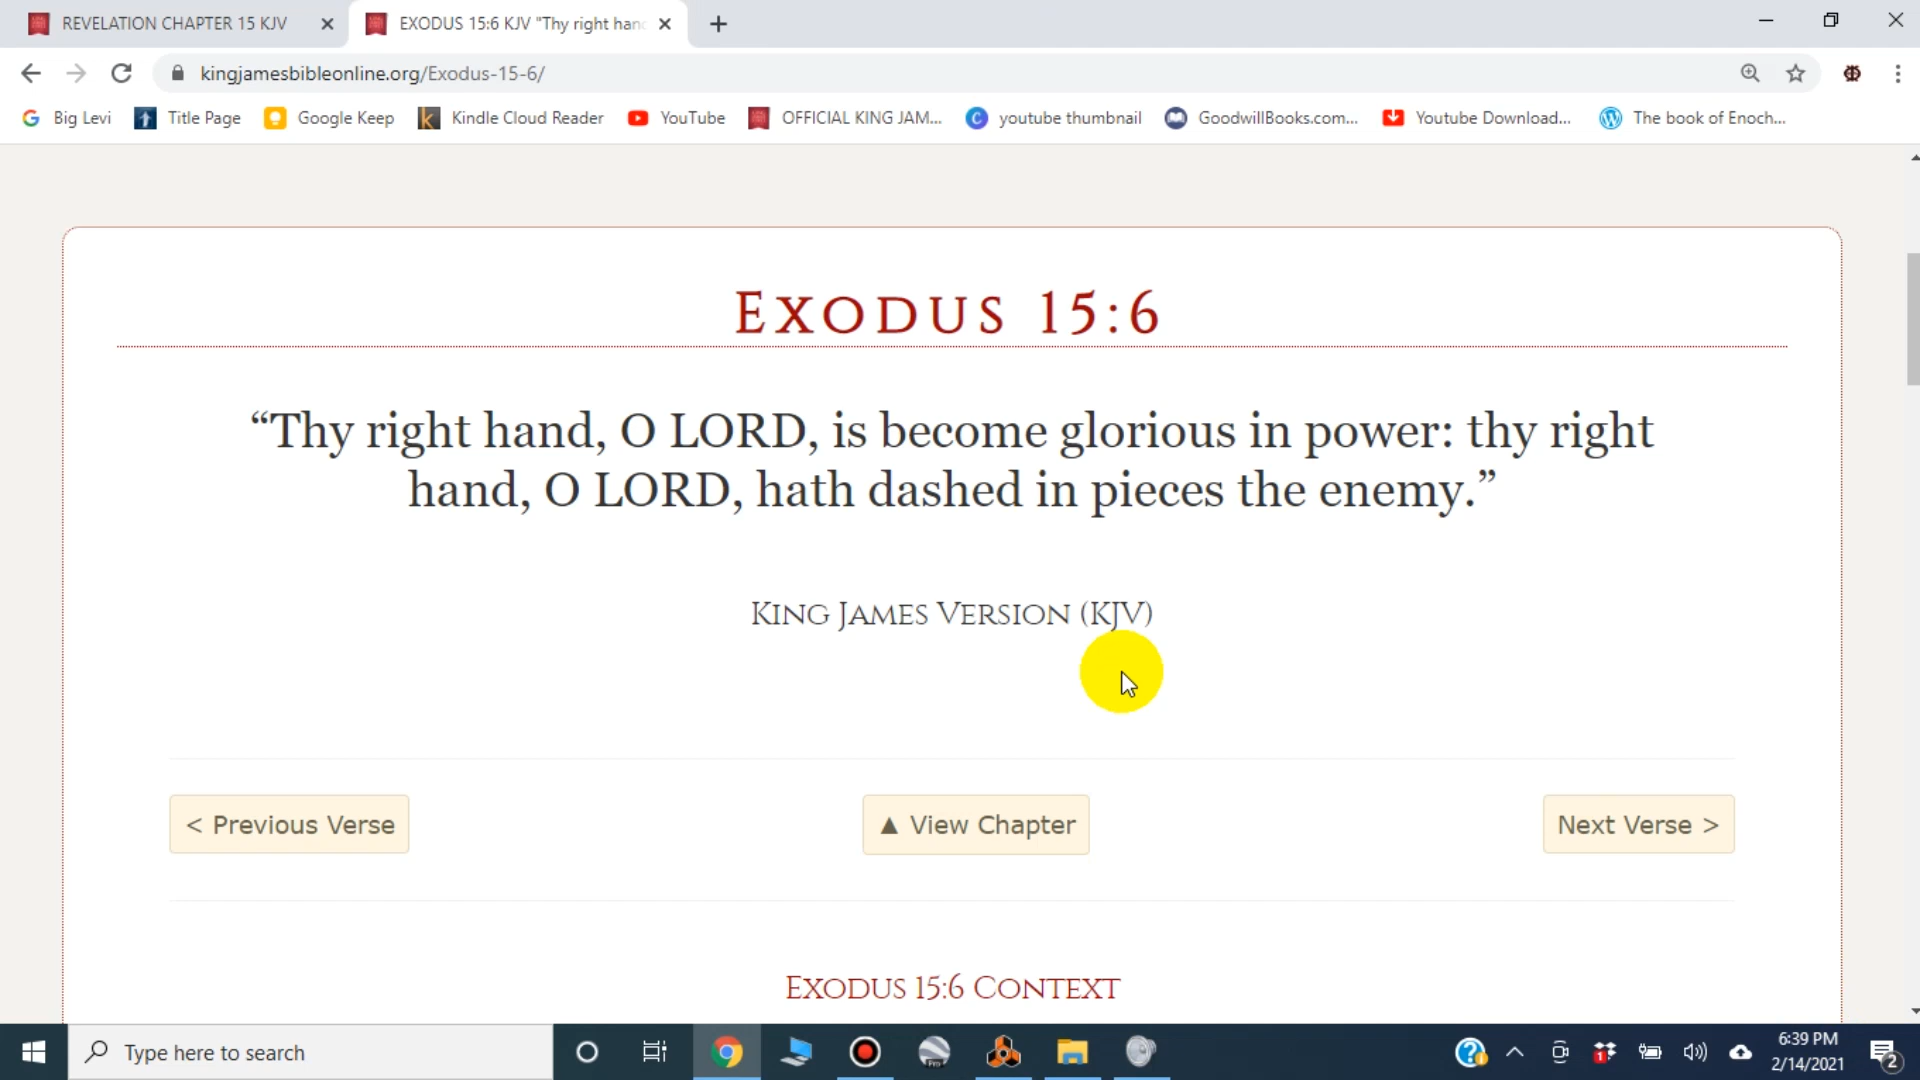 REVELATION CHAPTER 15 KJV
EXODUS 15:6 KJV "Thy right han
kingjamesbibleonline.org/Exodus-15-6/
Big Levi
Title Page
Google Keep
Kindle Cloud Reader
YouTube
OFFICIAL KING JAM...
youtube thumbnail
GoodwillBooks.com...
Youtube Download...
The book of Enoch...
EXODUS 15:6
“Thy right hand, O LORD, is become glorious in power: thy right
hand, O LORD, hath dashed in pieces the enemy.”
KING JAMES VERSION (KJV)
< Previous Verse
▲ View Chapter
Next Verse >
EXODUS 15:6 CONTEXT
Type here to search
1
6:39 PM
2/14/2021
2